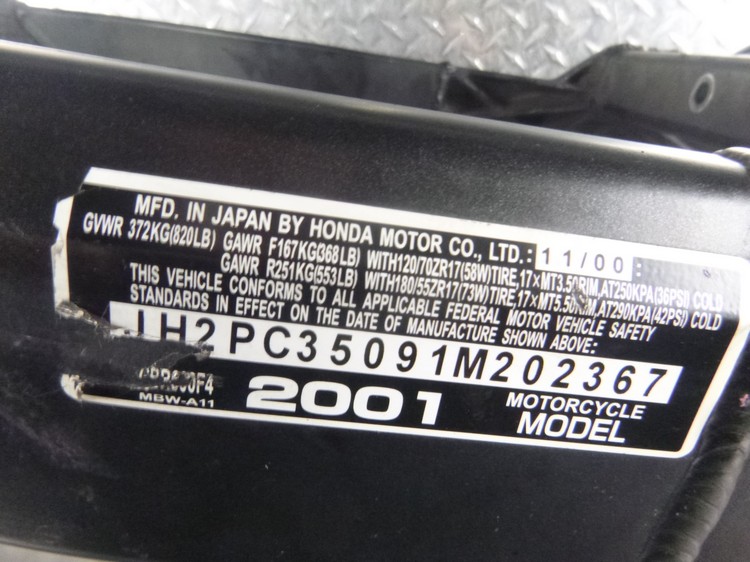 MFD. IN JAPAN BY HONDA MOTOR CO., LTD.: 11/00 :
GVWR 372KG(820LB) GAWR F167KG(368LB) WITH120/70ZR17(58W)TIRE,17×MT3.50RIM,AT250KPA(36PSI) COLD
GAWR R251KG(553LB) WITH180/55ZR17(73W)TIRE,17×MT5.50RIM,AT290KPA(42PSI) COLD
THIS VEHICLE CONFORMS TO ALL APPLICABLE FEDERAL MOTOR VEHICLE SAFETY
STANDARDS IN EFFECT ON THE DATE OF MANUFACTURE SHOWN ABOVE:
JH2PC35091M202367
MBW-A11
2001
MOTORCYCLE
MODEL